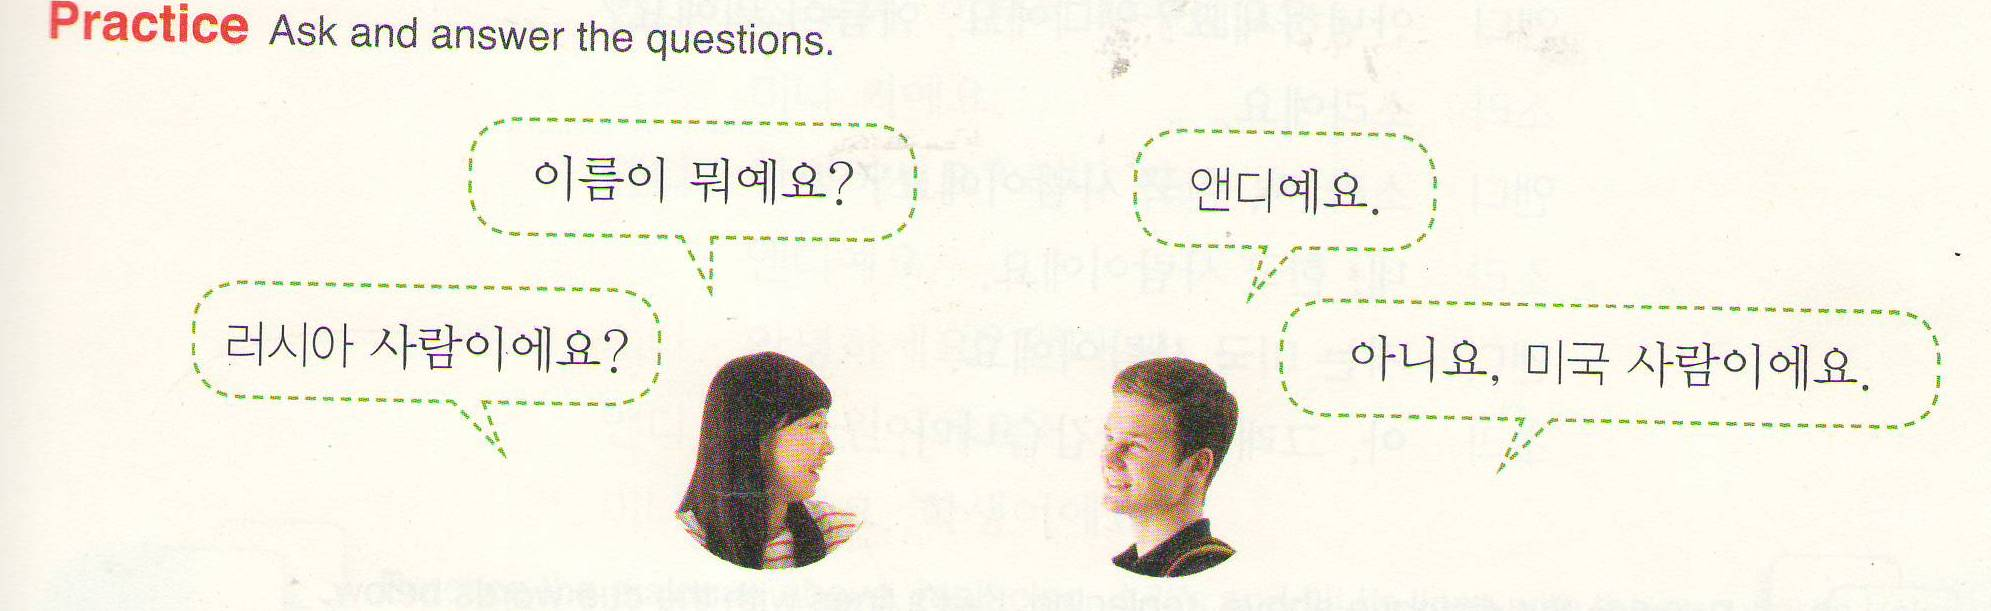 Practice Ask and answer the questions.
이름이 뭐예요?
앤디예요.
러시아 사람이에요?
아니요, 미국 사람이에요.